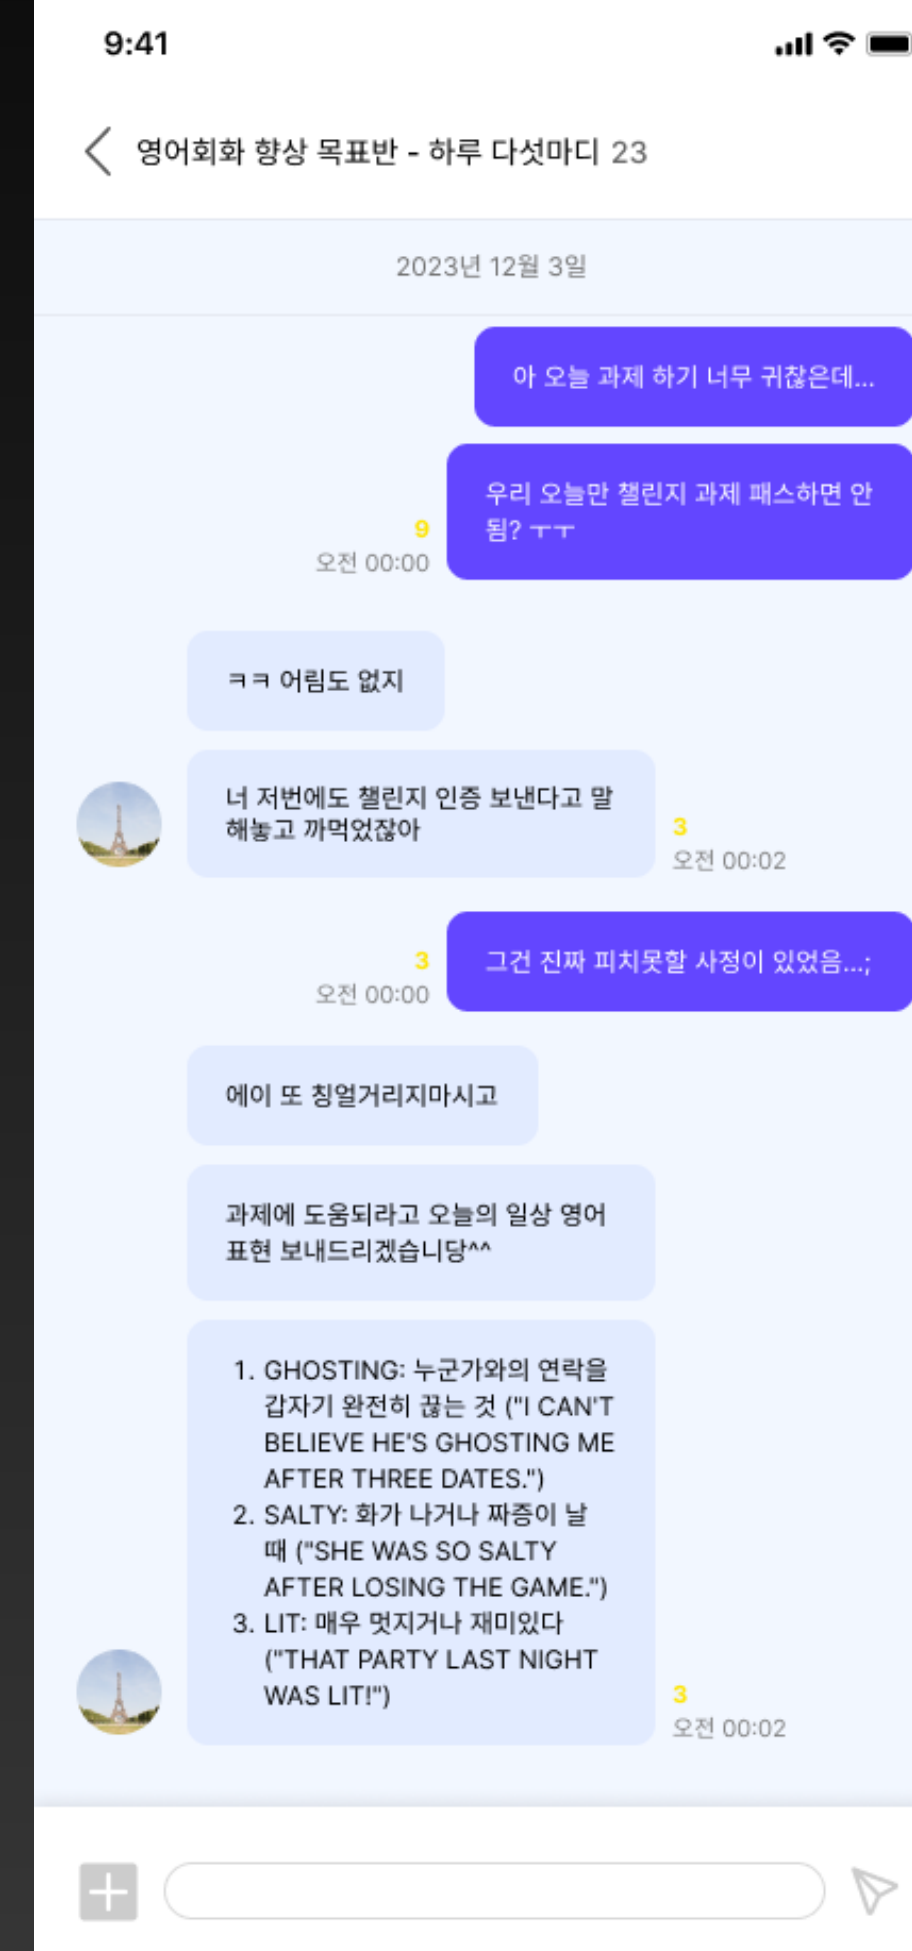 9:41
영어회화 향상 목표반 - 하루 다섯마디 23
2023년 12월 3일
아 오늘 과제 하기 너무 귀찮은데...
우리 오늘만 챌린지 과제 패스하면 안
됨? ㅜㅜ
9
오전 00:00
ㅋㅋ 어림도 없지
너 저번에도 챌린지 인증 보낸다고 말
해놓고 까먹었잖아
3
오전 00:02
그건 진짜 피치못할 사정이 있었음...;
3
오전 00:00
에이 또 칭얼거리지마시고
과제에 도움되라고 오늘의 일상 영어
표현 보내드리겠습니당^^
1. GHOSTING: 누군가와의 연락을
갑자기 완전히 끊는 것 ("I CAN'T
BELIEVE HE'S GHOSTING ME
AFTER THREE DATES.")
2. SALTY: 화가 나거나 짜증이 날
때 ("SHE WAS SO SALTY
AFTER LOSING THE GAME.")
3. LIT: 매우 멋지거나 재미있다
("THAT PARTY LAST NIGHT
WAS LIT!")
3
오전 00:02